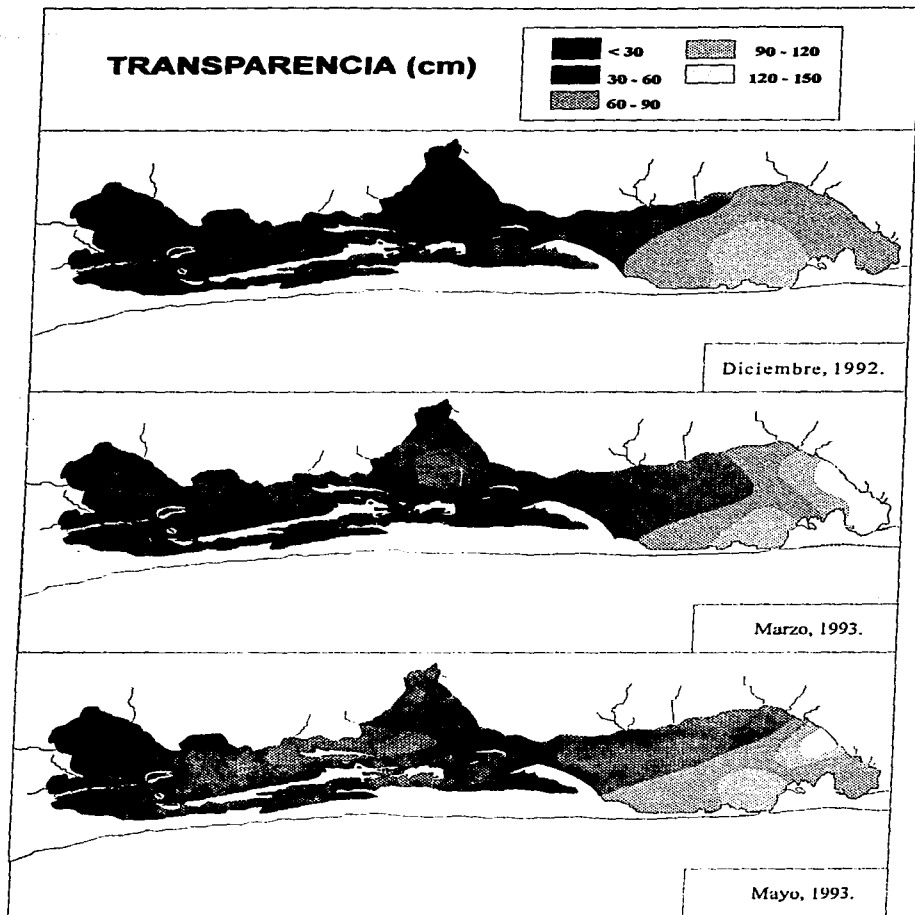 TRANSPARENCIA (cm)
< 30
30 - 60
60 - 90
90 - 120
120 - 150
Diciembre, 1992.
Marzo, 1993.
Mayo, 1993.